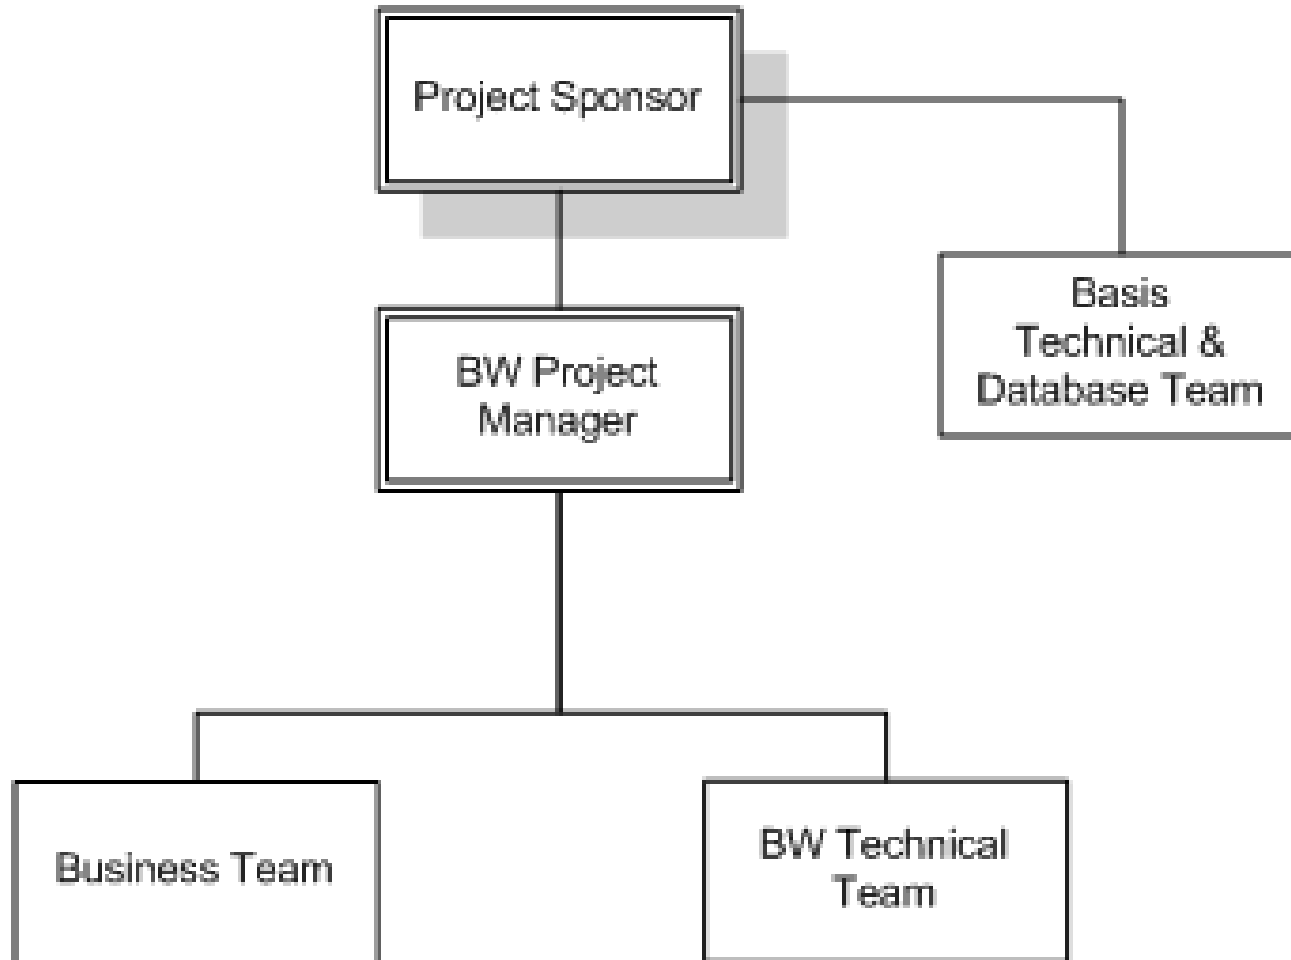 Project Sponsor
Basis
Technical &
Database Team
BW Project
Manager
Business Team
BW Technical
Team